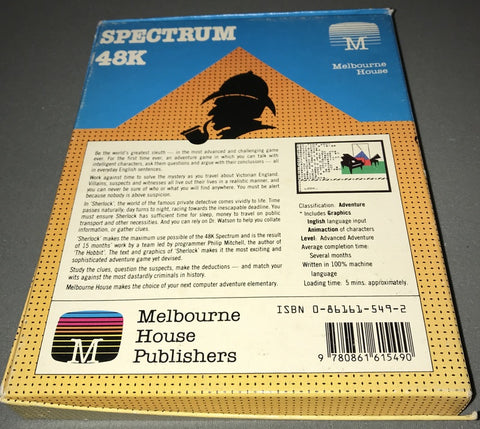 SPECTRUM
48K
M
Melbourne
House
Be the world's greatest sleuth — in the most advanced and challenging game
ever. For the first time ever, an adventure game in which you can talk with
intelligent characters, ask them questions and argue with their conclusions — all
in everyday English sentences.
Work against time to solve the mystery as you travel about Victorian England.
Villains, suspects and witnesses all live out their lives in a realistic manner, and
you can never be sure of who or what you will find anywhere. You must be alert
because nobody is above suspicion.
In 'Sherlock', the world of the famous private detective comes vividly to life. Time
passes naturally, day turns to night, racing towards the inescapable deadline. You
must ensure Sherlock has sufficient time for sleep, money to travel on public
transport and other necessities. And you can rely on Dr. Watson to help you collate
information, or gather clues.
'Sherlock' makes the maximum use possible of the 48K Spectrum and is the result
of 15 months' work by a team led by programmer Philip Mitchell, the author of
'The Hobbit'. The text and graphics of 'Sherlock' makes it the most exciting and
sophisticated adventure game yet devised.
Study the clues, question the suspects, make the deductions — and match your
wits against the most dastardly criminals in history.
Melbourne House makes the choice of your next computer adventure elementary.
Classification: Adventure
* Includes Graphics
Inglish language input
Animaction of characters
Level: Advanced Adventure
Average completion time:
Several months
Written in 100% machine
language
Loading time: 5 mins. approximately.
M
Melbourne
House
Publishers
ISBN 0-86161-549-2
9 780861 615490